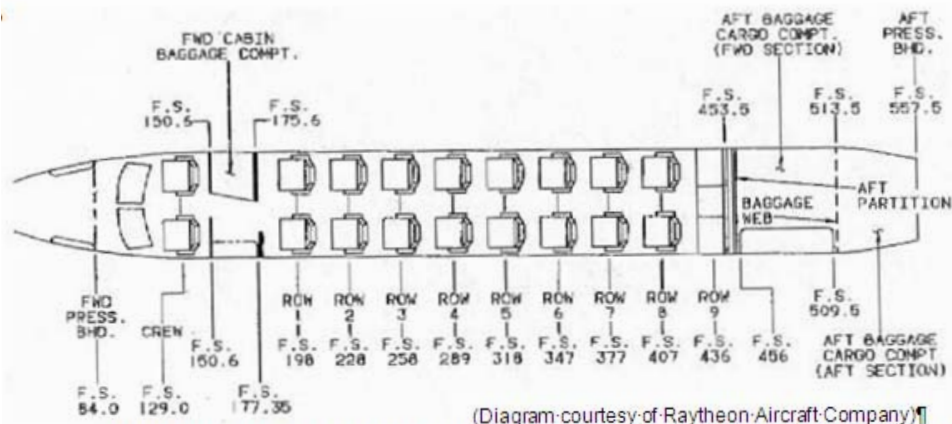 FWD CABIN
BAGGAGE COMPT.
AFT BAGGAGE
CARGO COMPT.
(FWD SECTION)
AFT
PRESS.
BHD.
F.S.
150.6
F.S.
175.6
F.S.
453.5
F.S.
513.5
F.S.
557.5
BAGGAGE
WEB
AFT
PARTITION
FWD
PRESS.
BHD.
CREW
F.S.
150.6
ROW
ROW
2
ROW
3
ROW
4
ROW
5
ROW
6
ROW
7
ROW
8
ROW
9
F.S.
198
F.S.
228
F.S.
258
F.S.
289
F.S.
318
F.S.
347
F.S.
377
F.S.
407
F.S.
436
F.S.
456
F.S.
509.5
AFT BAGGAGE
CARGO COMPT
(AFT SECTION)
F.S.
84.0
F.S.
129.0
F.S.
177.35
(Diagram·courtesy·of·Raytheon·Aircraft·Company)¶